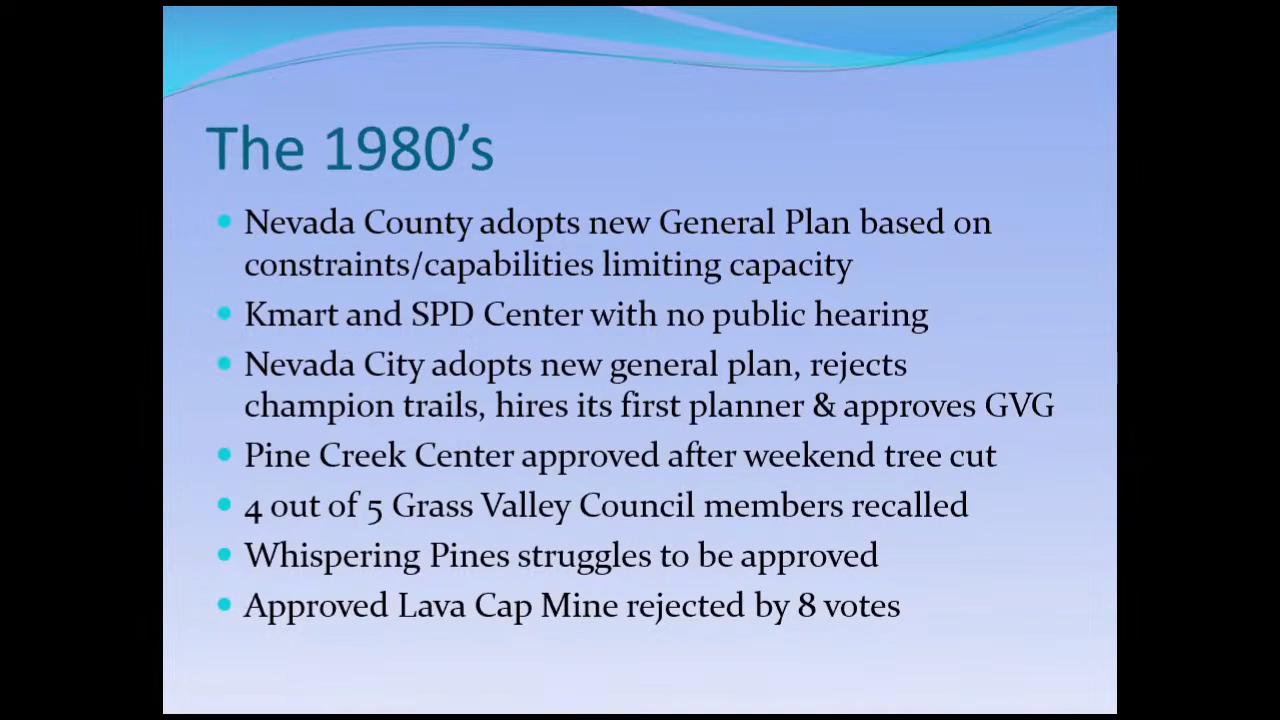 The 1980’s
Nevada County adopts new General Plan based on
constraints/capabilities limiting capacity
Kmart and SPD Center with no public hearing
Nevada City adopts new general plan, rejects
champion trails, hires its first planner & approves GVG
Pine Creek Center approved after weekend tree cut
4 out of 5 Grass Valley Council members recalled
Whispering Pines struggles to be approved
Approved Lava Cap Mine rejected by 8 votes